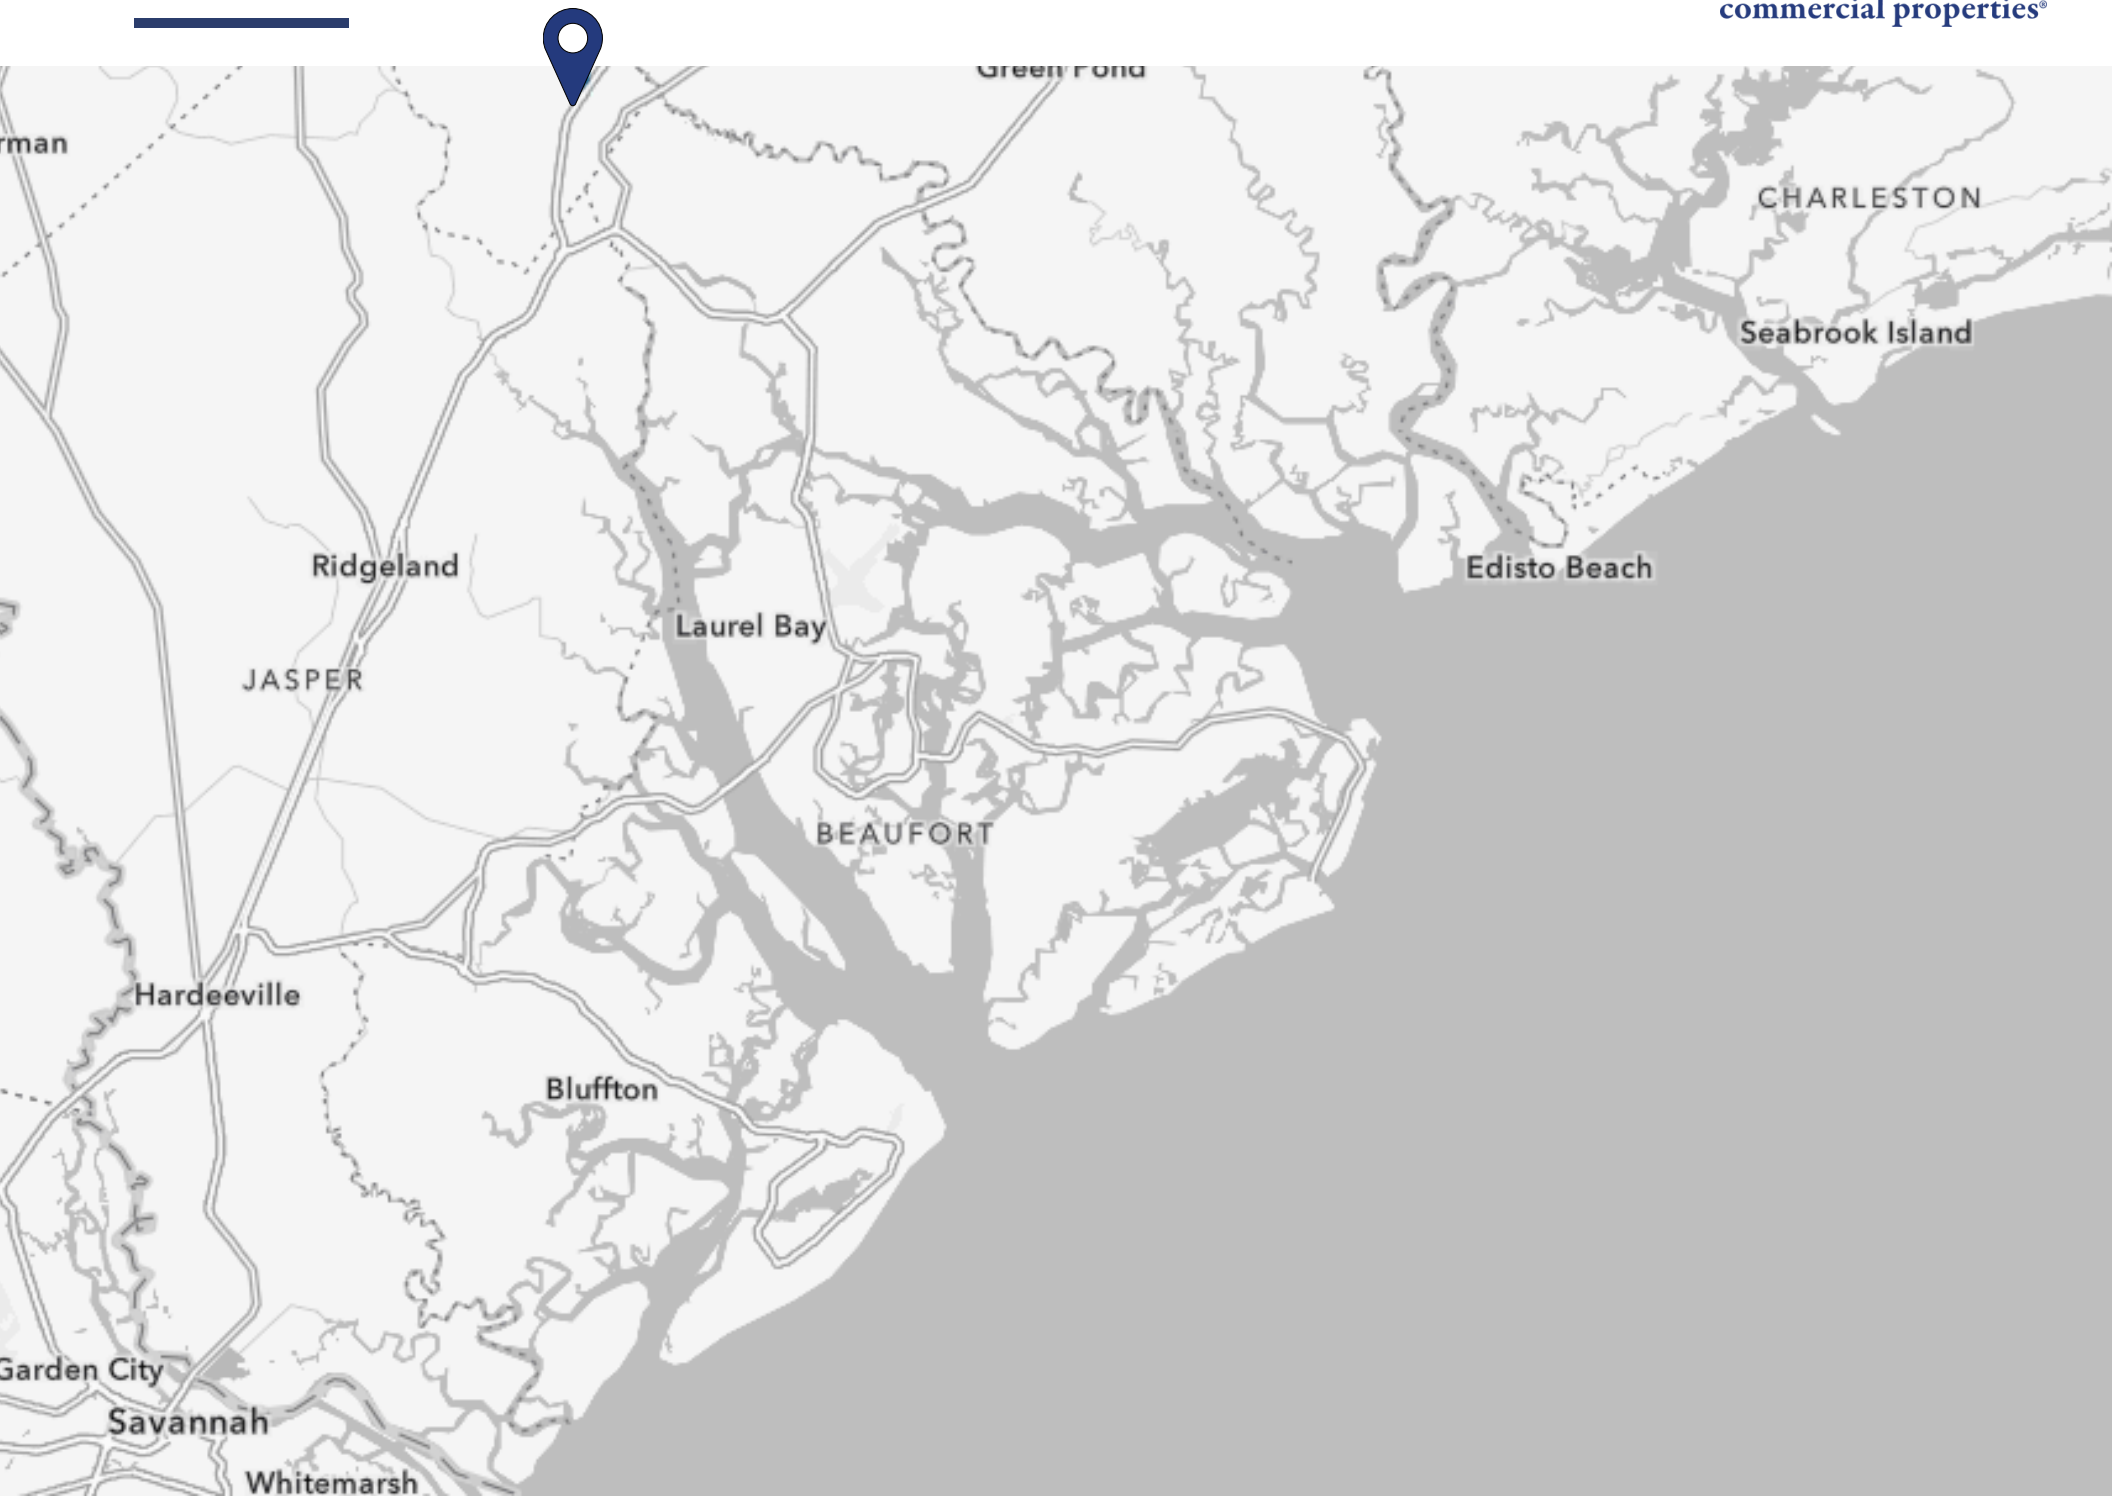 commercial properties®
Green Pond
rman
CHARLESTON
Seabrook Island
Ridgeland
Edisto Beach
Laurel Bay
JASPER
BEAUFORT
Hardeeville
Bluffton
Garden City
Savannah
Whitemarsh